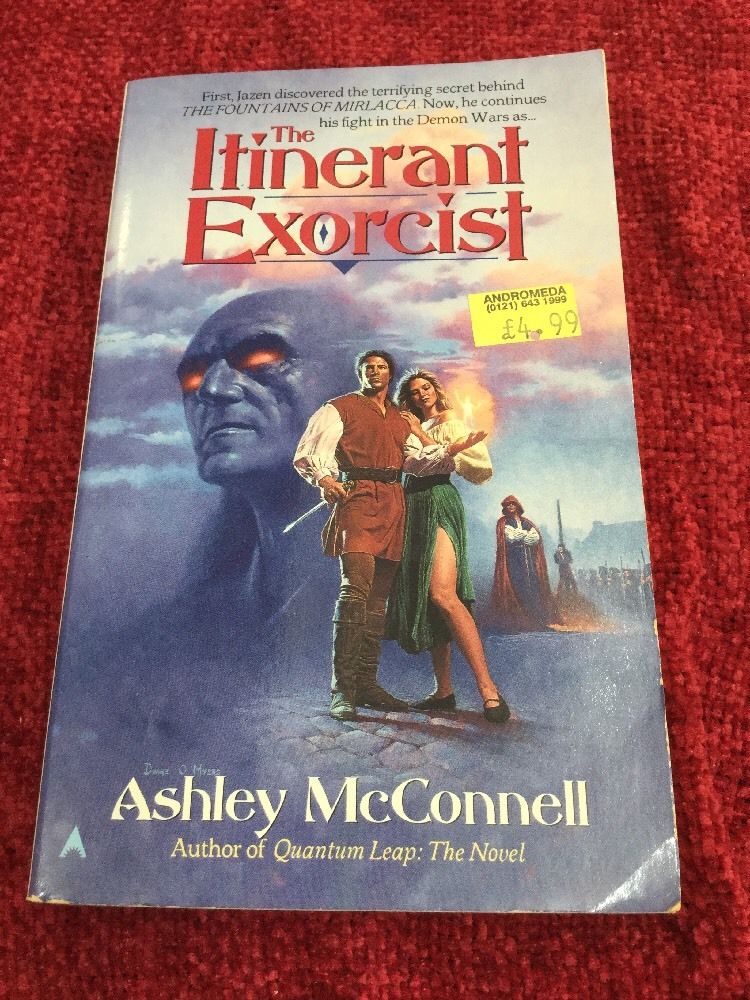 First, Jazen discovered the terrifying secret behind
THE FOUNTAINS OF MIRLACCA. Now, he continues
his fight in the Demon Wars as...
The
Itinerant
Exorcist
ANDROMEDA
(0121) 643 1999
£4.99
Ashley McConnell
Author of Quantum Leap: The Novel